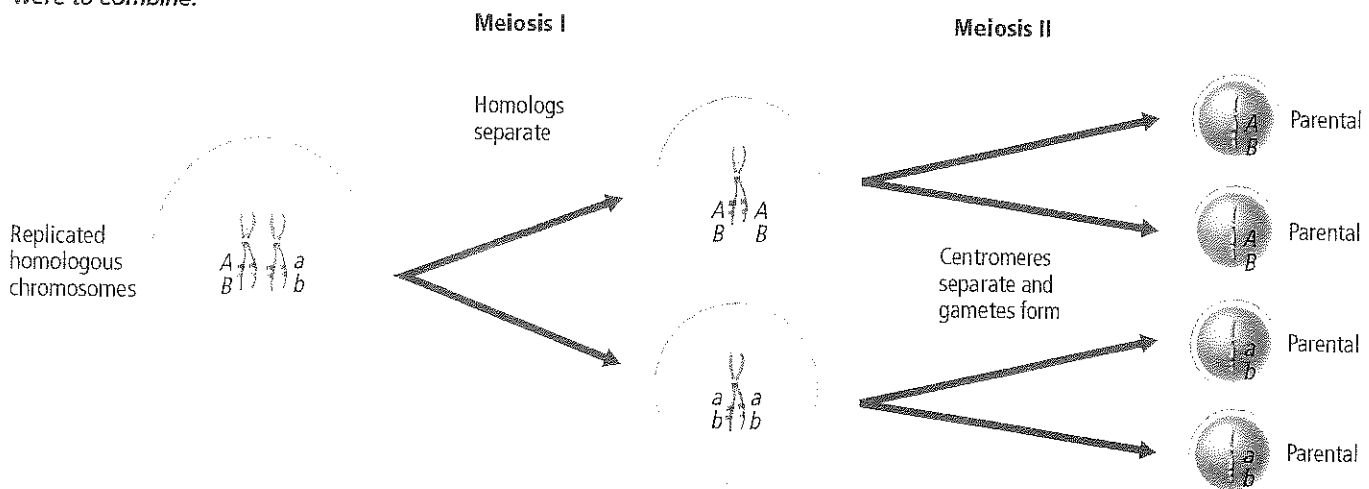 were to combine.
Meiosis I
Meiosis II
Homologs
separate
Replicated
homologous
chromosomes
A
B
a
b
A
B
A
B
a
b
a
b
Centromeres
separate and
gametes form
A
B
Parental
A
B
Parental
a
b
Parental
a
b
Parental